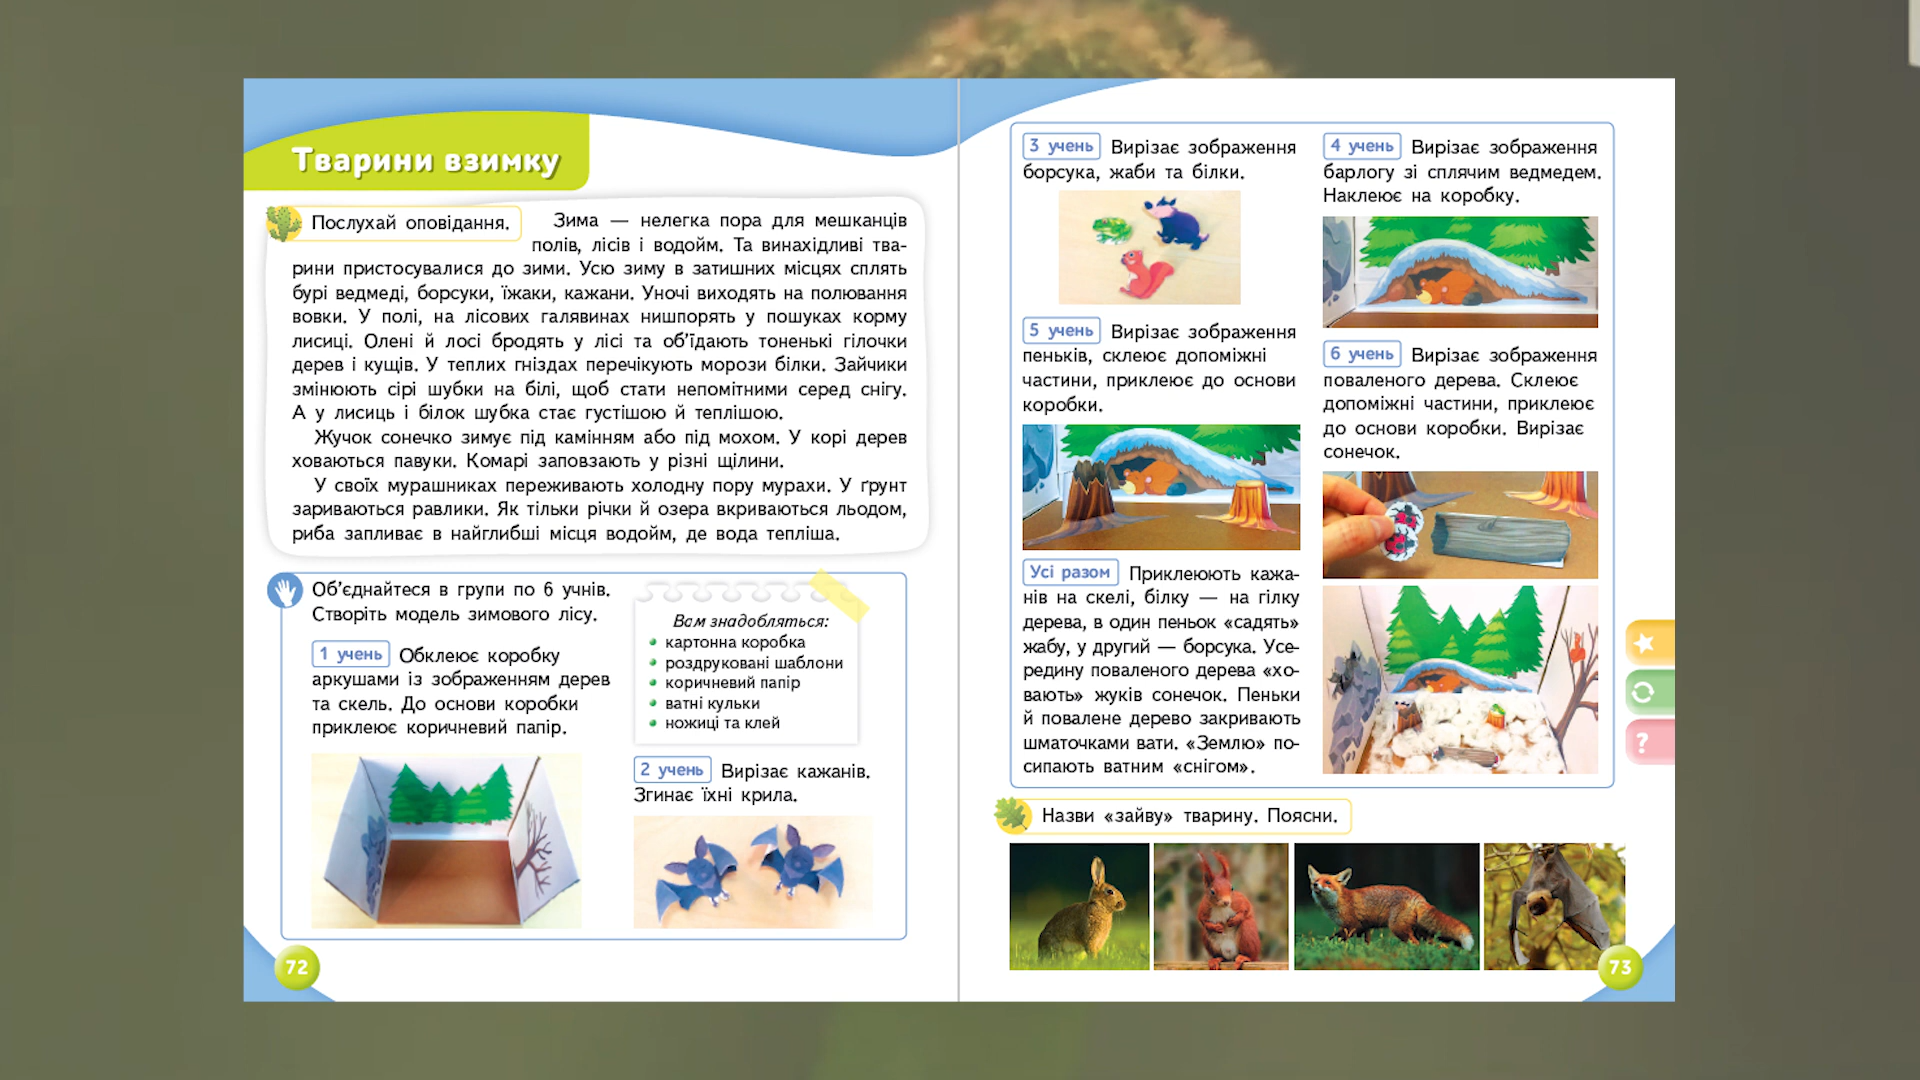 Тварини взимку
Послухай оповідання.
Зима — нелегка пора для мешканців
полів, лісів і водойм. Та винахідливі тва-
рини пристосувалися до зими. Усю зиму в затишних місцях сплять
бурі ведмеді, борсуки, їжаки, кажани. Уночі виходять на полювання
вовки. У полі, на лісових галявинах нишпорять у пошуках корму
лисиці. Олені й лосі бродять у лісі та об’їдають тоненькі гілочки
дерев і кущів. У теплих гніздах перечікують морози білки. Зайчики
змінюють сірі шубки на білі, щоб стати непомітними серед снігу.
А у лисиць і білок шубка стає густішою й теплішою.
Жучок сонечко зимує під камінням або під мохом. У корі дерев
ховаються павуки. Комарі заповзають у різні щілини.
У своїх мурашниках переживають холодну пору мурахи. У ґрунт
зариваються равлики. Як тільки річки й озера вкриваються льодом,
риба запливає в найглибші місця водойм, де вода тепліша.
Об’єднайтеся в групи по 6 учнів.
Створіть модель зимового лісу.
1 учень Обклеює коробку
аркушами із зображенням дерев
та скель. До основи коробки
приклеює коричневий папір.
Вам знадобляться:
• картонна коробка
• роздруковані шаблони
• коричневий папір
• ватні кульки
• ножиці та клей
2 учень Вирізає кажанів.
Згинає їхні крила.
72
3 учень Вирізає зображення
борсука, жаби та білки.
4 учень Вирізає зображення
барлогу зі сплячим ведмедем.
Наклеює на коробку.
5 учень Вирізає зображення
пеньків, склеює допоміжні
частини, приклеює до основи
коробки.
6 учень Вирізає зображення
поваленого дерева. Склеює
допоміжні частини, приклеює
до основи коробки. Вирізає
сонечок.
Усі разом Приклеюють кажа-
нів на скелі, білку — на гілку
дерева, в один пеньок «садять»
жабу, у другий — борсука. Усе-
редину поваленого дерева «хо-
вають» жуків сонечок. Пеньки
й повалене дерево закривають
шматочками вати. «Землю» по-
сипають ватним «снігом».
?
Назви «зайву» тварину. Поясни.
73